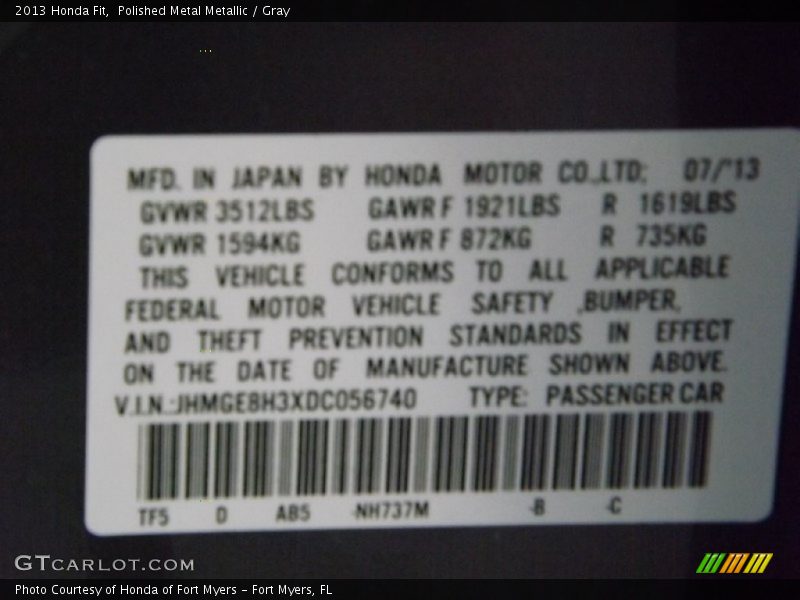 2013 Honda Fit,  Polished Metal Metallic / Gray
MFD. IN JAPAN BY HONDA MOTOR CO.,LTD. 07/'13
GVWR 3512LBS GAWR F 1921LBS R 1619LBS
GVWR 1594KG GAWR F 872KG R 735KG
THIS VEHICLE CONFORMS TO ALL APPLICABLE
FEDERAL MOTOR VEHICLE SAFETY ,BUMPER,
AND THEFT PREVENTION STANDARDS IN EFFECT
ON THE DATE OF MANUFACTURE SHOWN ABOVE.
V.I.N.:JHMGE8H3XDC056740 TYPE: PASSENGER CAR
TF5 D AB5 -NH737M -B -C
GTCARLOT.COM
Photo Courtesy of Honda of Fort Myers – Fort Myers, FL